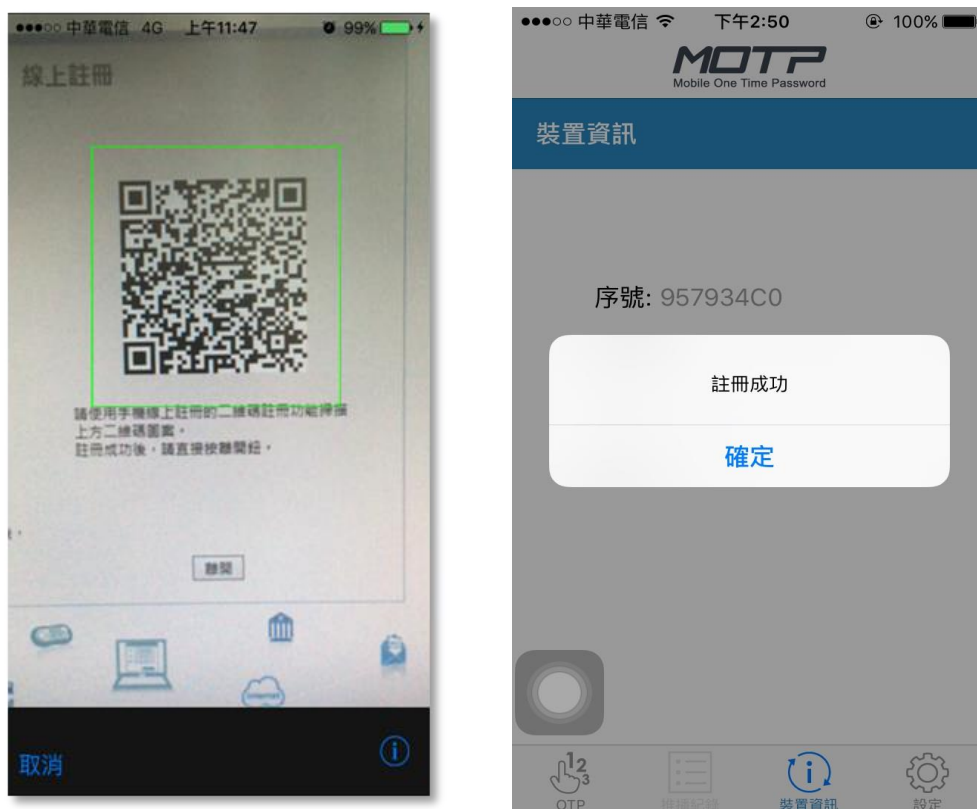 中華電信 4G 上午11:47 99%
線上註冊
請使用手機線上註冊的二維碼註冊功能掃描
上方二維碼圖案。
註冊成功後，請直接按離開鈕。
離開
取消
中華電信 下午2:50 100%
MOTP
Mobile One Time Password
裝置資訊
序號: 957934C0
註冊成功
確定
123
OTP
裝置資訊
設定